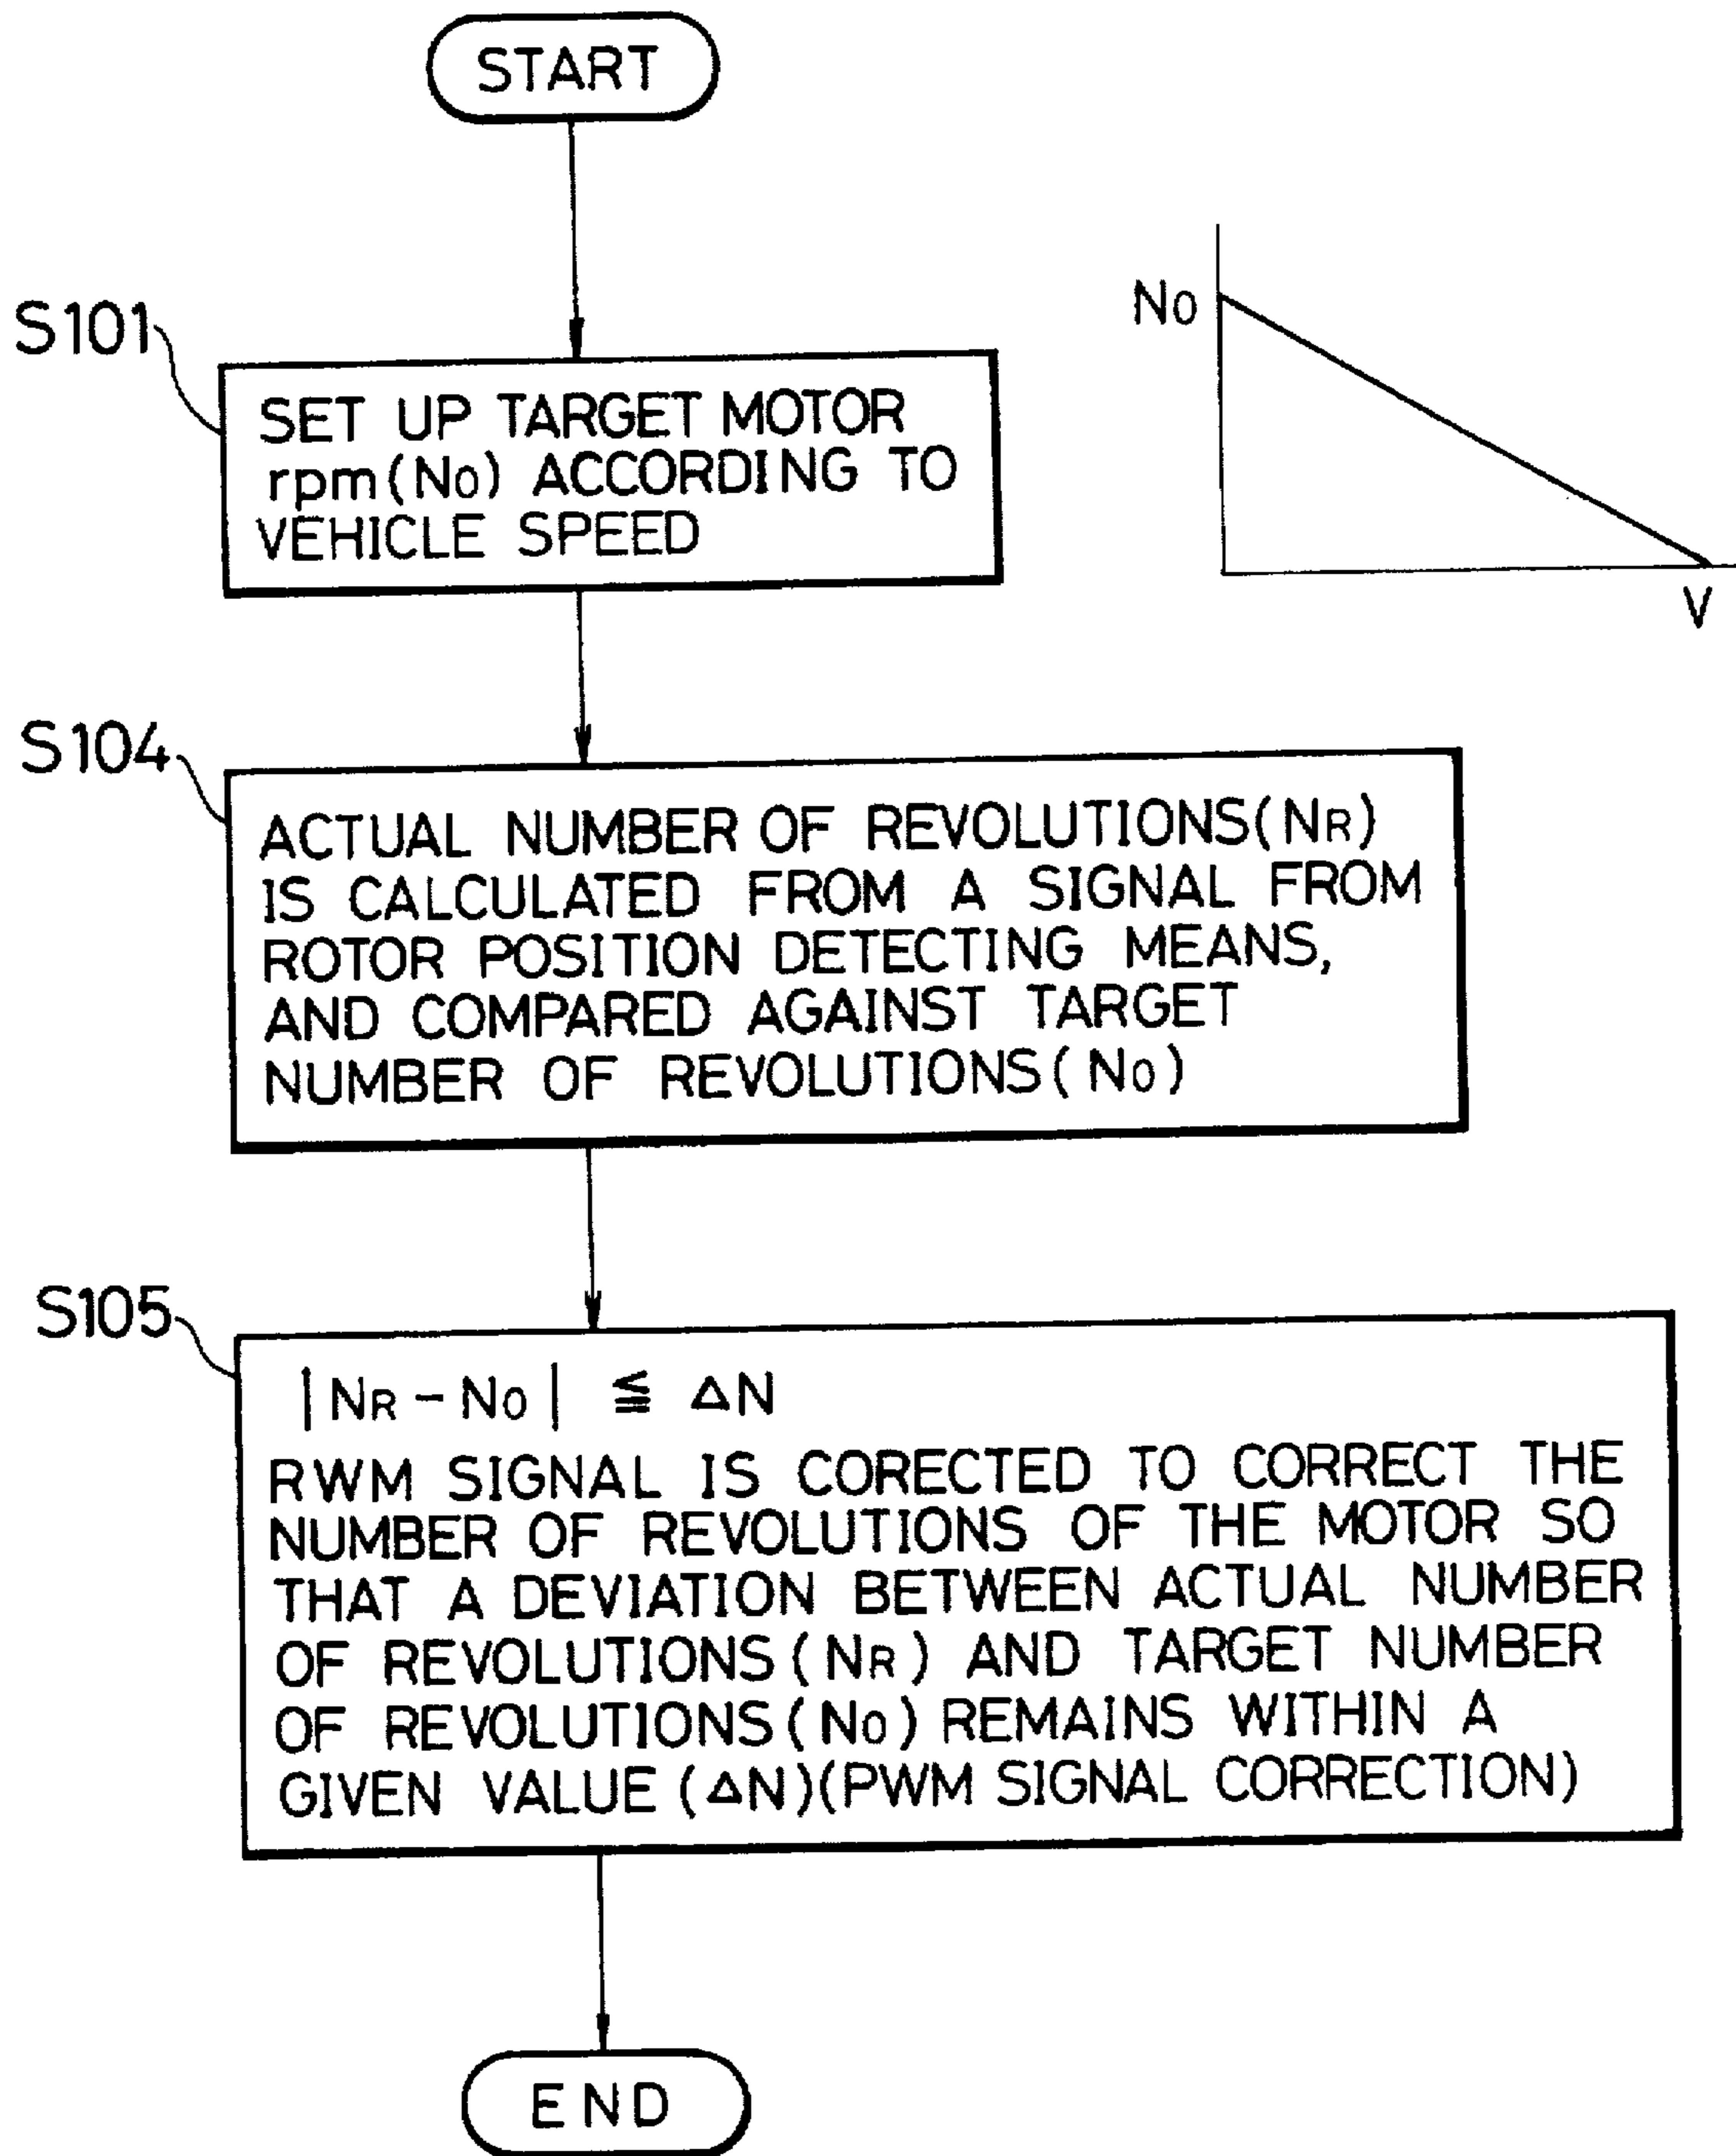 START
S101
SET UP TARGET MOTOR
rpm(No) ACCORDING TO
VEHICLE SPEED
No
V
S104
ACTUAL NUMBER OF REVOLUTIONS(NR)
IS CALCULATED FROM A SIGNAL FROM
ROTOR POSITION DETECTING MEANS,
AND COMPARED AGAINST TARGET
NUMBER OF REVOLUTIONS(No)
S105
|NR-No| ≦ ΔN
RWM SIGNAL IS CORECTED TO CORRECT THE
NUMBER OF REVOLUTIONS OF THE MOTOR SO
THAT A DEVIATION BETWEEN ACTUAL NUMBER
OF REVOLUTIONS(NR) AND TARGET NUMBER
OF REVOLUTIONS(No) REMAINS WITHIN A
GIVEN VALUE (ΔN)(PWM SIGNAL CORRECTION)
END